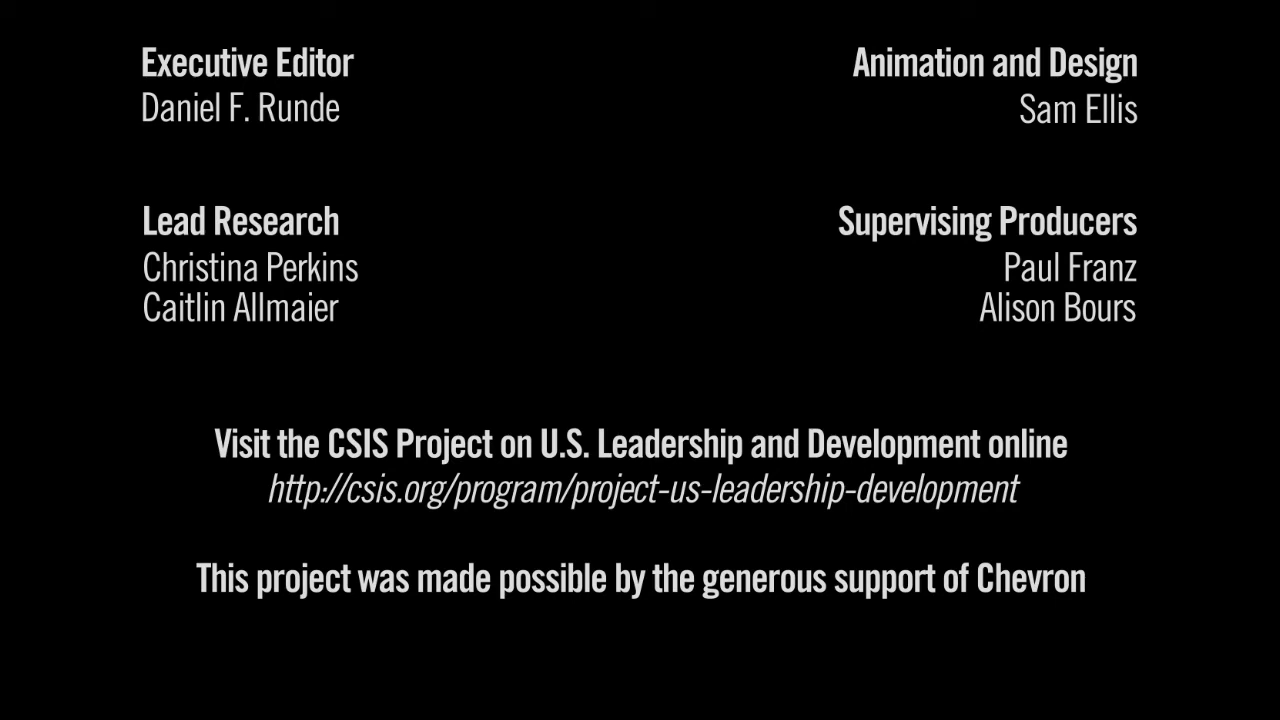 Executive Editor
Daniel F. Runde
Animation and Design
Sam Ellis
Lead Research
Christina Perkins
Caitlin Allmaier
Supervising Producers
Paul Franz
Alison Bours
Visit the CSIS Project on U.S. Leadership and Development online
http://csis.org/program/project-us-leadership-development
This project was made possible by the generous support of Chevron